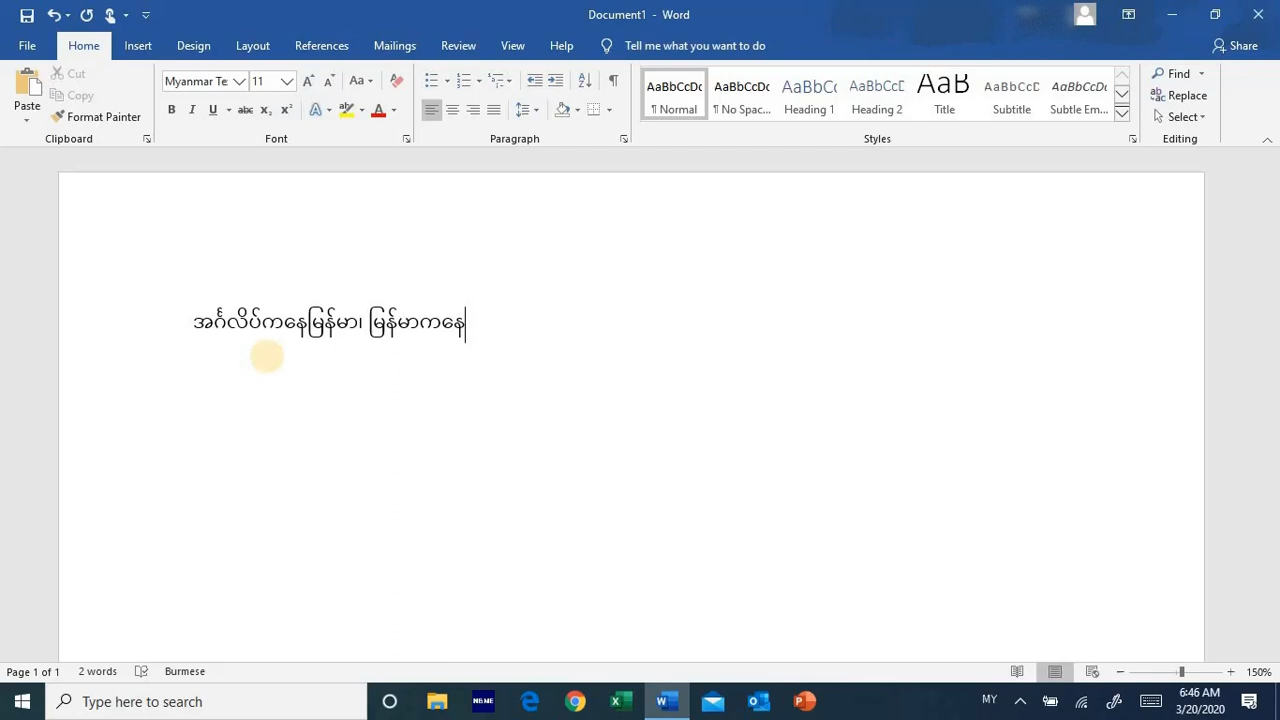 Document1 - Word
File Home Insert Design Layout References Mailings Review View Help Tell me what you want to do Share
Paste Cut Copy Format Painter
Myanmar Te 11
AaBbCcDc AaBbCcDc AaBbCc AaBbCcD AaB AaBbCcD AaBbCcDc
¶ Normal ¶ No Spac... Heading 1 Heading 2 Title Subtitle Subtle Em...
Find Replace Select
Clipboard Font Paragraph Styles Editing
အင်္ဂလိပ်ကနေမြန်မာ၊ မြန်မာကနေ
Page 1 of 1 2 words Burmese 150%
Type here to search NBME MY 6:46 AM
3/20/2020